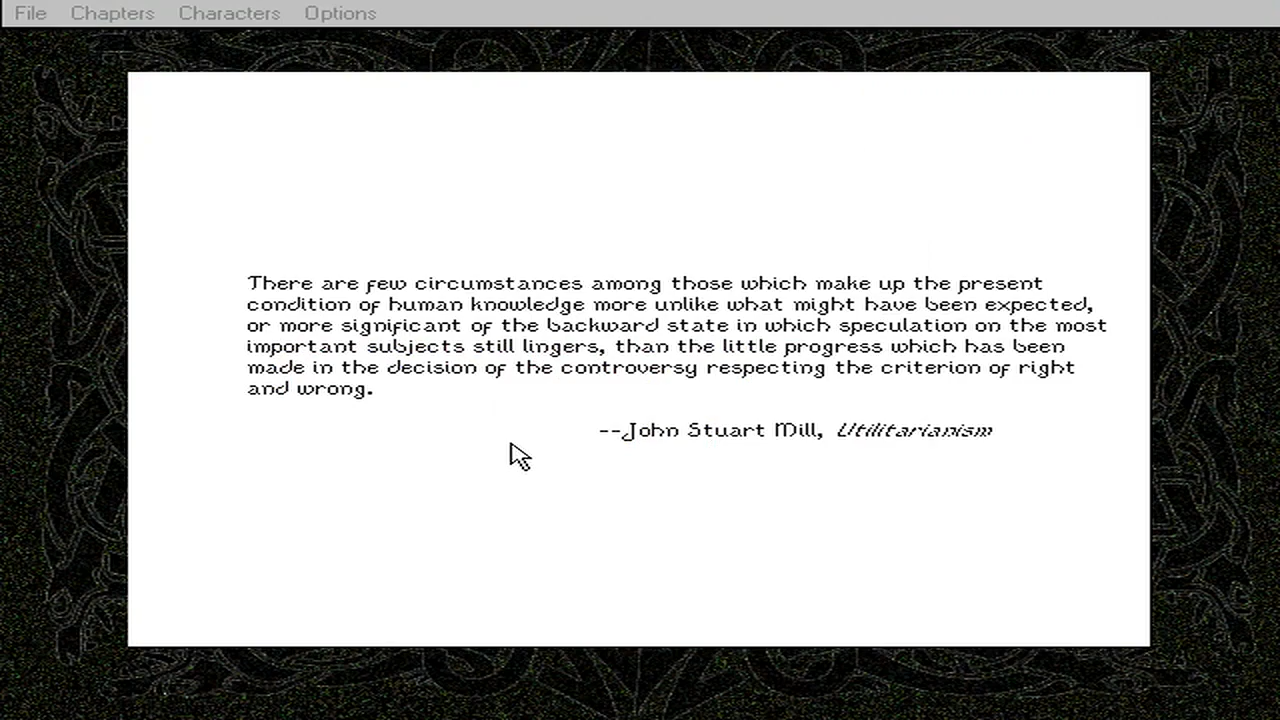 File Chapters Characters Options
There are few circumstances among those which make up the present
condition of human knowledge more unlike what might have been expected,
or more significant of the backward state in which speculation on the most
important subjects still lingers, than the little progress which has been
made in the decision of the controversy respecting the criterion of right
and wrong.
--John Stuart Mill, Utilitarianism